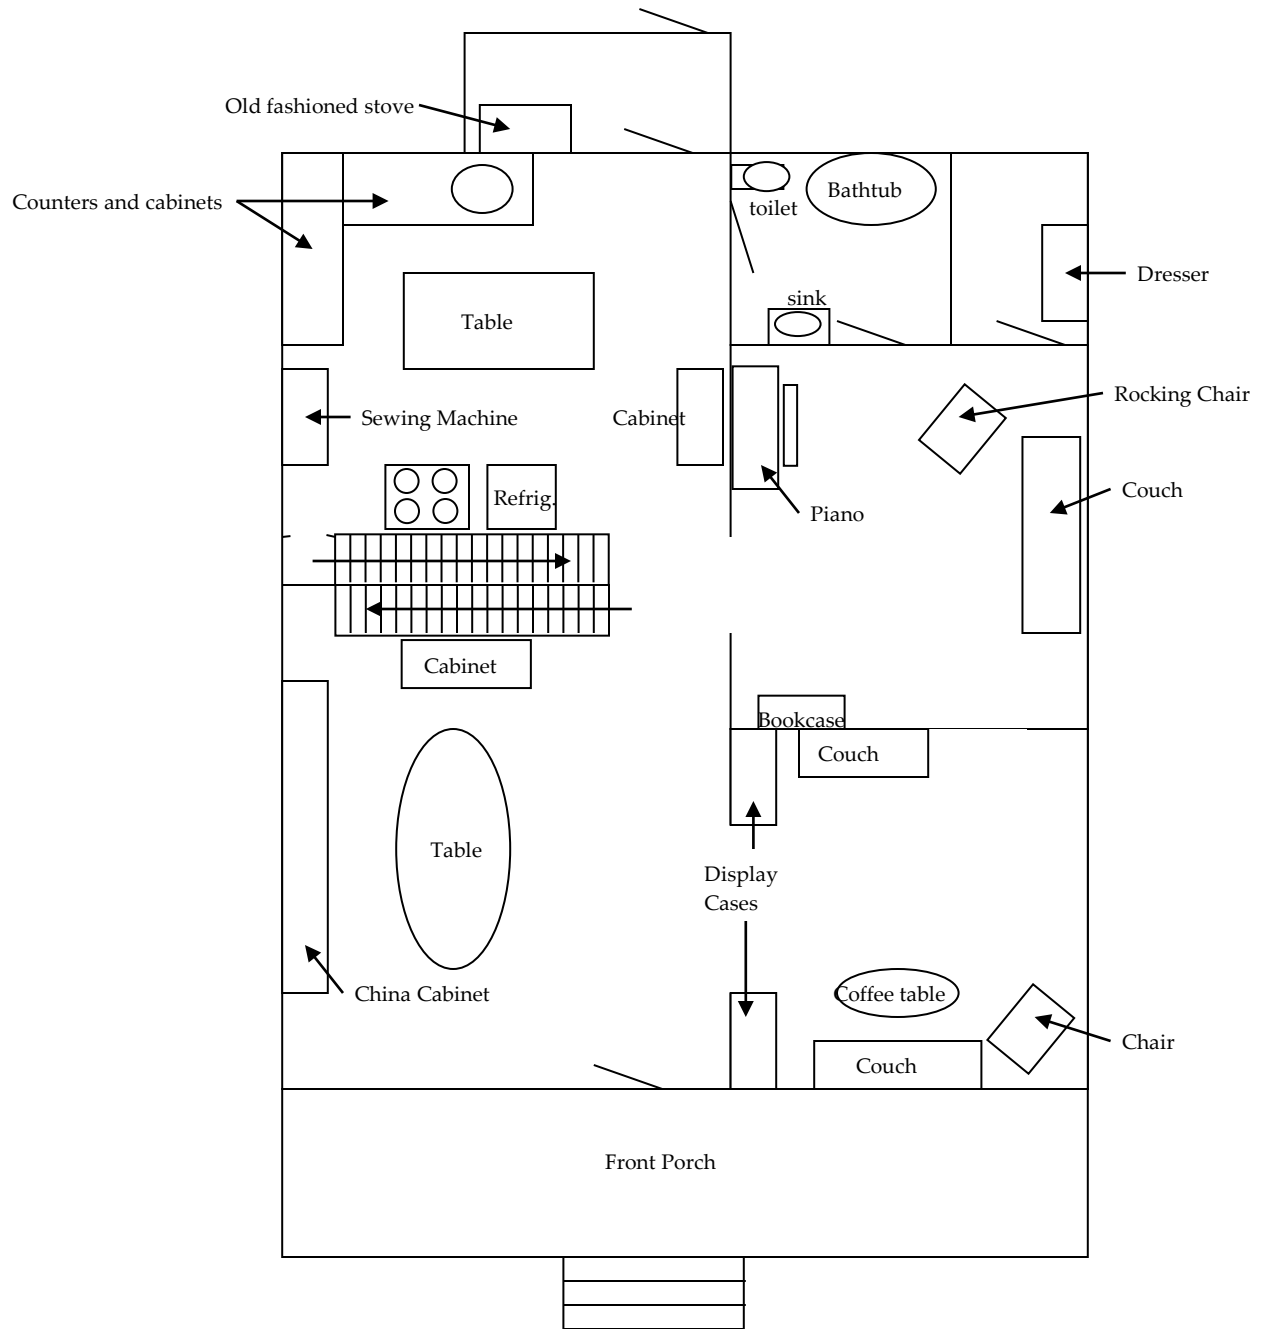 Old fashioned stove
Counters and cabinets
toilet
Bathtub
Dresser
sink
Table
Rocking Chair
Sewing Machine
Cabinet
Couch
Refrig.
Piano
Cabinet
Bookcase
Couch
Table
Display
Cases
China Cabinet
Coffee table
Chair
Couch
Front Porch